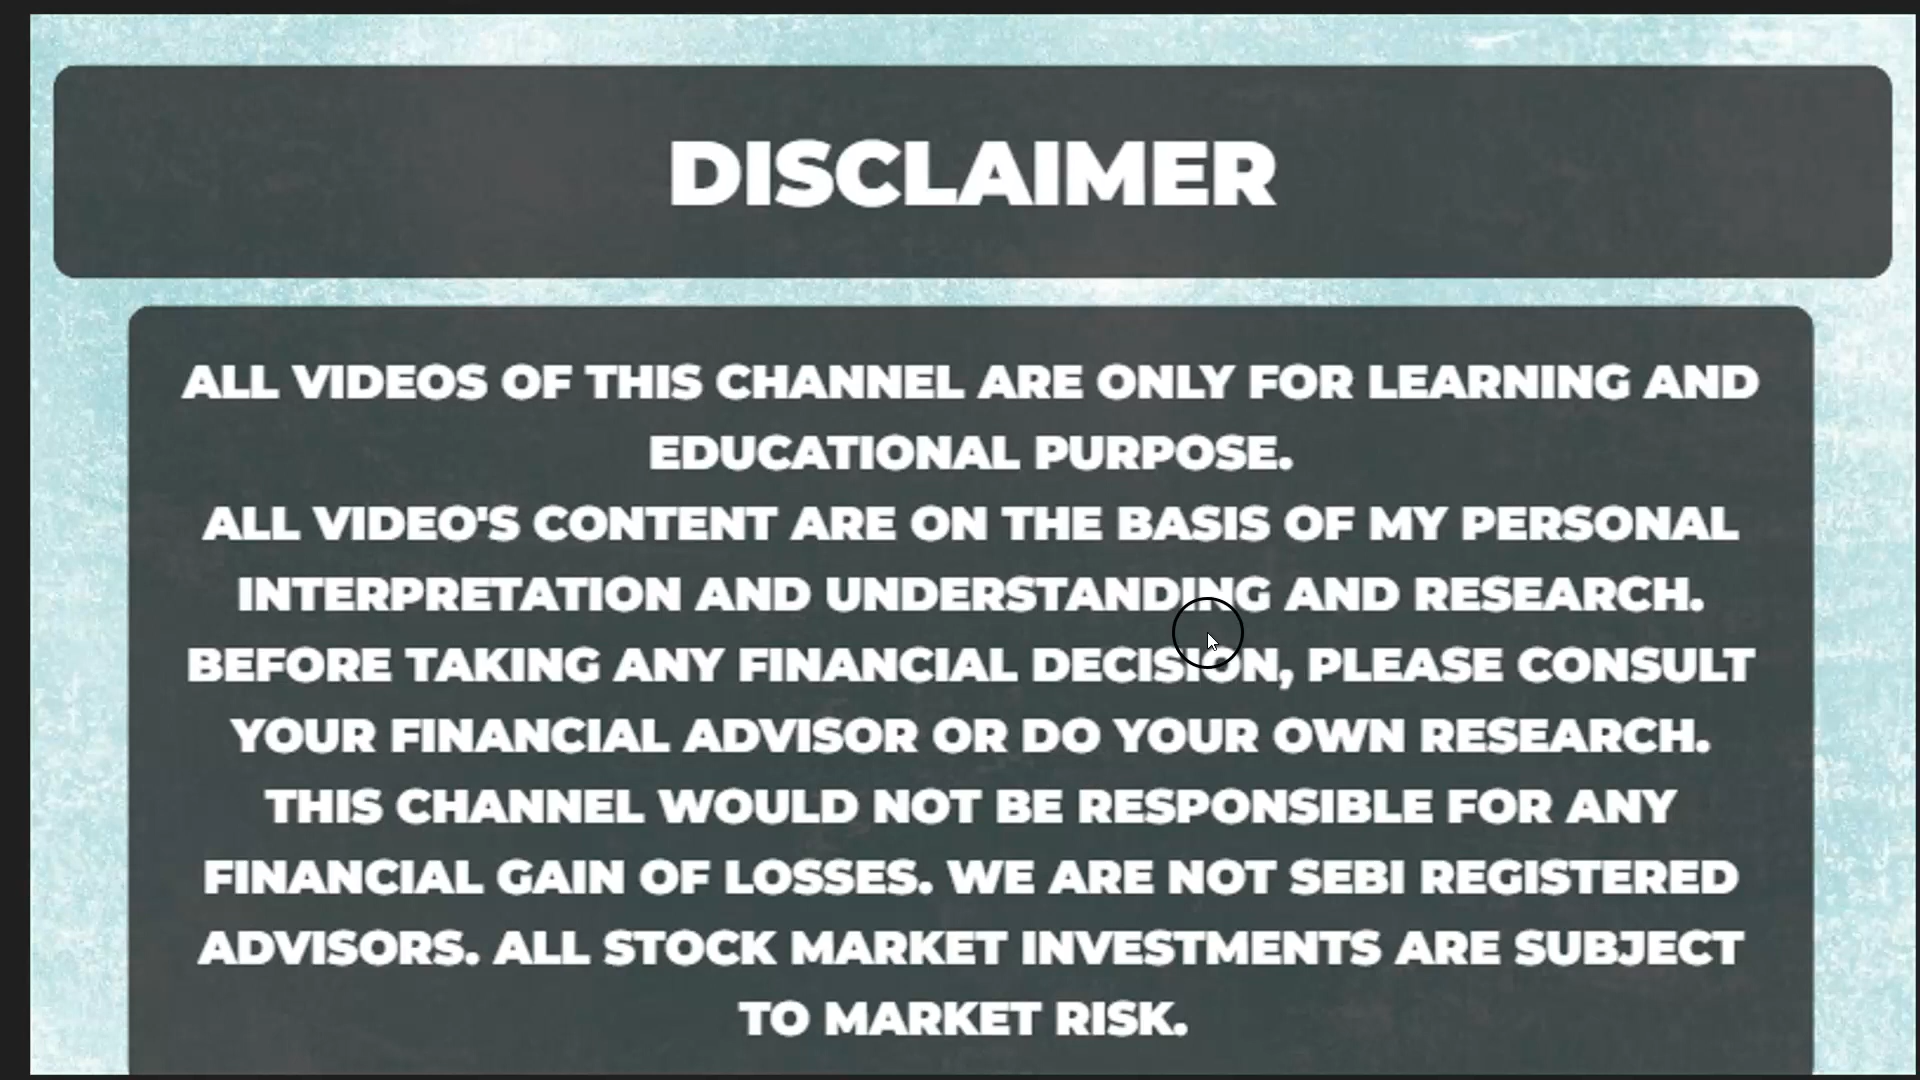 DISCLAIMER
ALL VIDEOS OF THIS CHANNEL ARE ONLY FOR LEARNING AND
EDUCATIONAL PURPOSE.
ALL VIDEO'S CONTENT ARE ON THE BASIS OF MY PERSONAL
INTERPRETATION AND UNDERSTANDING AND RESEARCH.
BEFORE TAKING ANY FINANCIAL DECISION, PLEASE CONSULT
YOUR FINANCIAL ADVISOR OR DO YOUR OWN RESEARCH.
THIS CHANNEL WOULD NOT BE RESPONSIBLE FOR ANY
FINANCIAL GAIN OF LOSSES. WE ARE NOT SEBI REGISTERED
ADVISORS. ALL STOCK MARKET INVESTMENTS ARE SUBJECT
TO MARKET RISK.